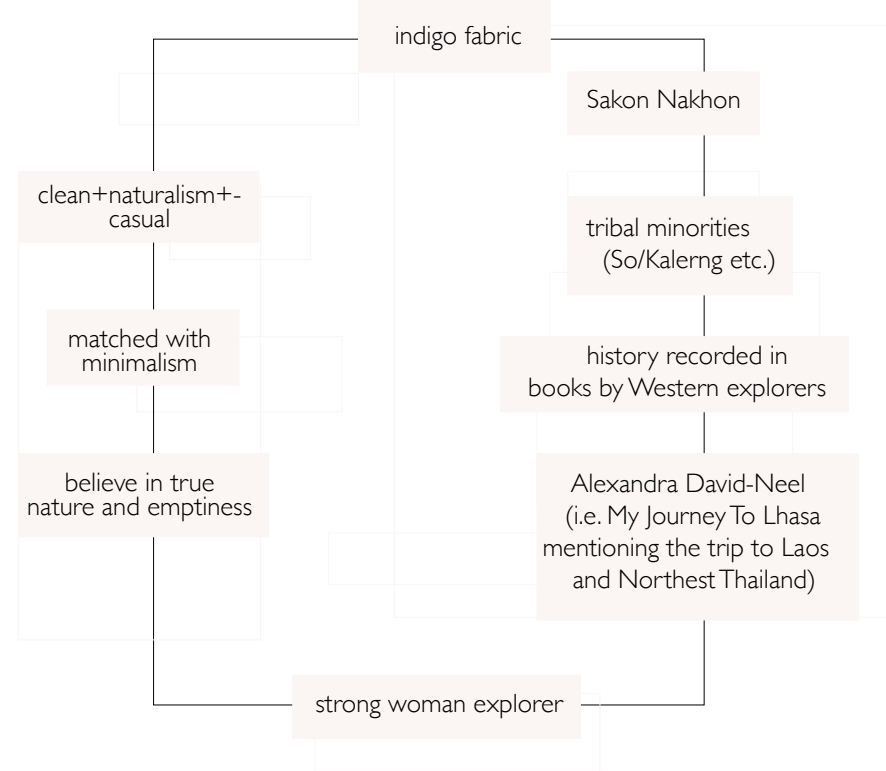 indigo fabric
Sakon Nakhon
clean+naturalism+-
casual
tribal minorities
(So/Kalerng etc.)
matched with
minimalism
history recorded in
books by Western explorers
believe in true
nature and emptiness
Alexandra David-Neel
(i.e. My Journey To Lhasa
mentioning the trip to Laos
and Northest Thailand)
strong woman explorer